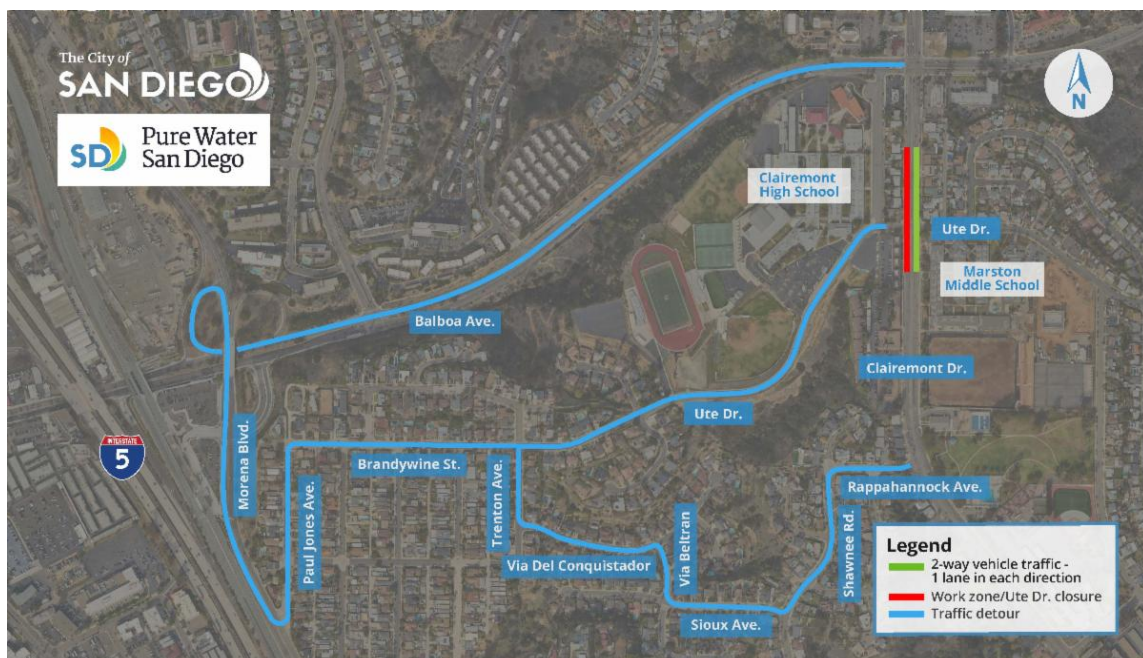 The City of
SAN DIEGO
SD
Pure Water
San Diego
N
Clairemont
High School
Ute Dr.
Marston
Middle School
Balboa Ave.
Clairemont Dr.
Ute Dr.
INTERSTATE
5
Morena Blvd.
Brandywine St.
Paul Jones Ave.
Trenton Ave.
Rappahannock Ave.
Via Del Conquistador
Via Beltran
Shawnee Rd.
Sioux Ave.
Legend
2-way vehicle traffic -
1 lane in each direction
Work zone/Ute Dr. closure
Traffic detour